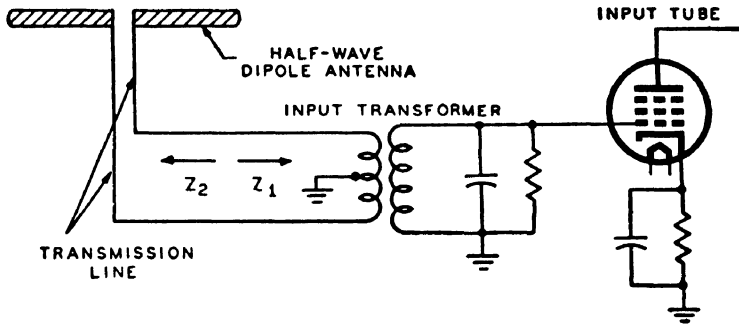 INPUT TUBE
HALF-WAVE
DIPOLE ANTENNA
INPUT TRANSFORMER
Z2
Z1
TRANSMISSION
LINE